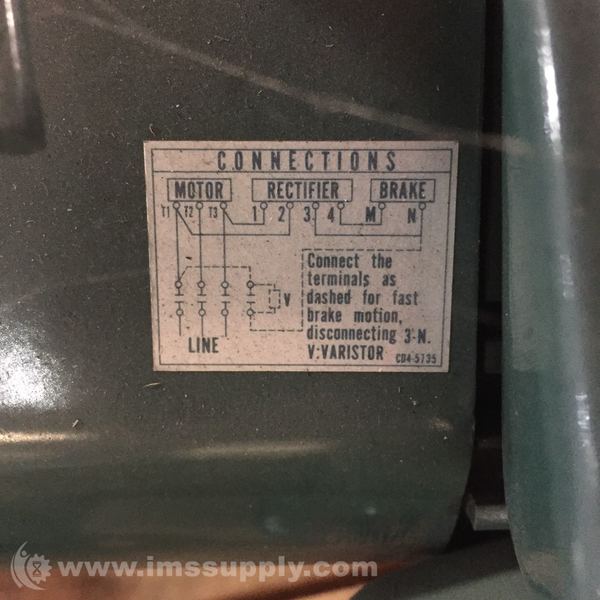 CONNECTIONS
MOTOR RECTIFIER BRAKE
T1 T2 T3 1 2 3 4 M N
Connect the
terminals as
dashed for fast
brake motion,
disconnecting 3-N.
V:VARISTOR CD4-5735
V
LINE
www.imssupply.com